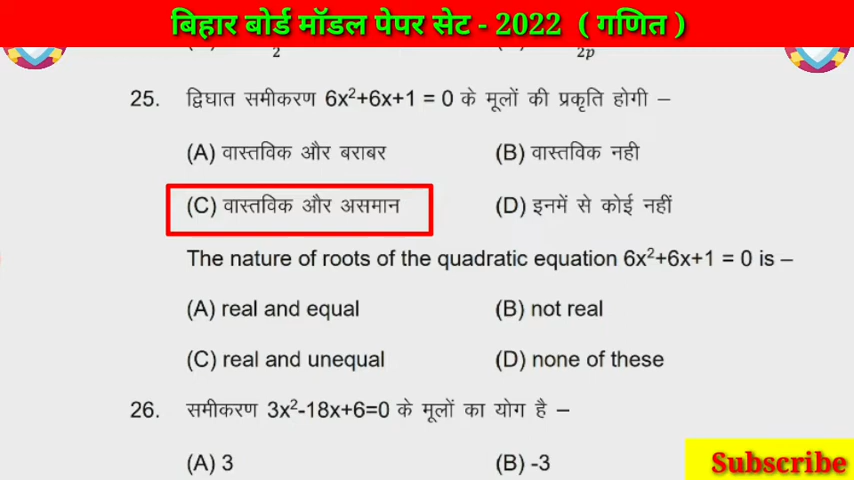 बिहार बोर्ड मॉडल पेपर सेट - 2022 ( गणित )
2 2p
25. द्विघात समीकरण 6x²+6x+1 = 0 के मूलों की प्रकृति होगी –
(A) वास्तविक और बराबर (B) वास्तविक नही
(C) वास्तविक और असमान (D) इनमें से कोई नहीं
The nature of roots of the quadratic equation 6x²+6x+1 = 0 is –
(A) real and equal (B) not real
(C) real and unequal (D) none of these
26. समीकरण 3x²-18x+6=0 के मूलों का योग है –
(A) 3 (B) -3
Subscribe